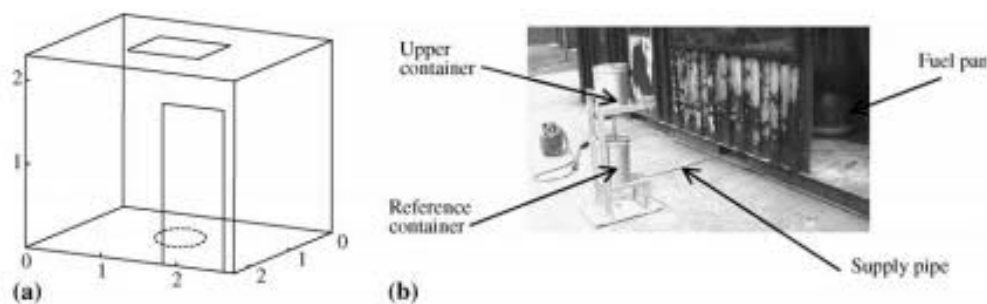 2
1
0
1
2
2
1
0
(a)
(b)
Upper
container
Fuel pan
Reference
container
Supply pipe